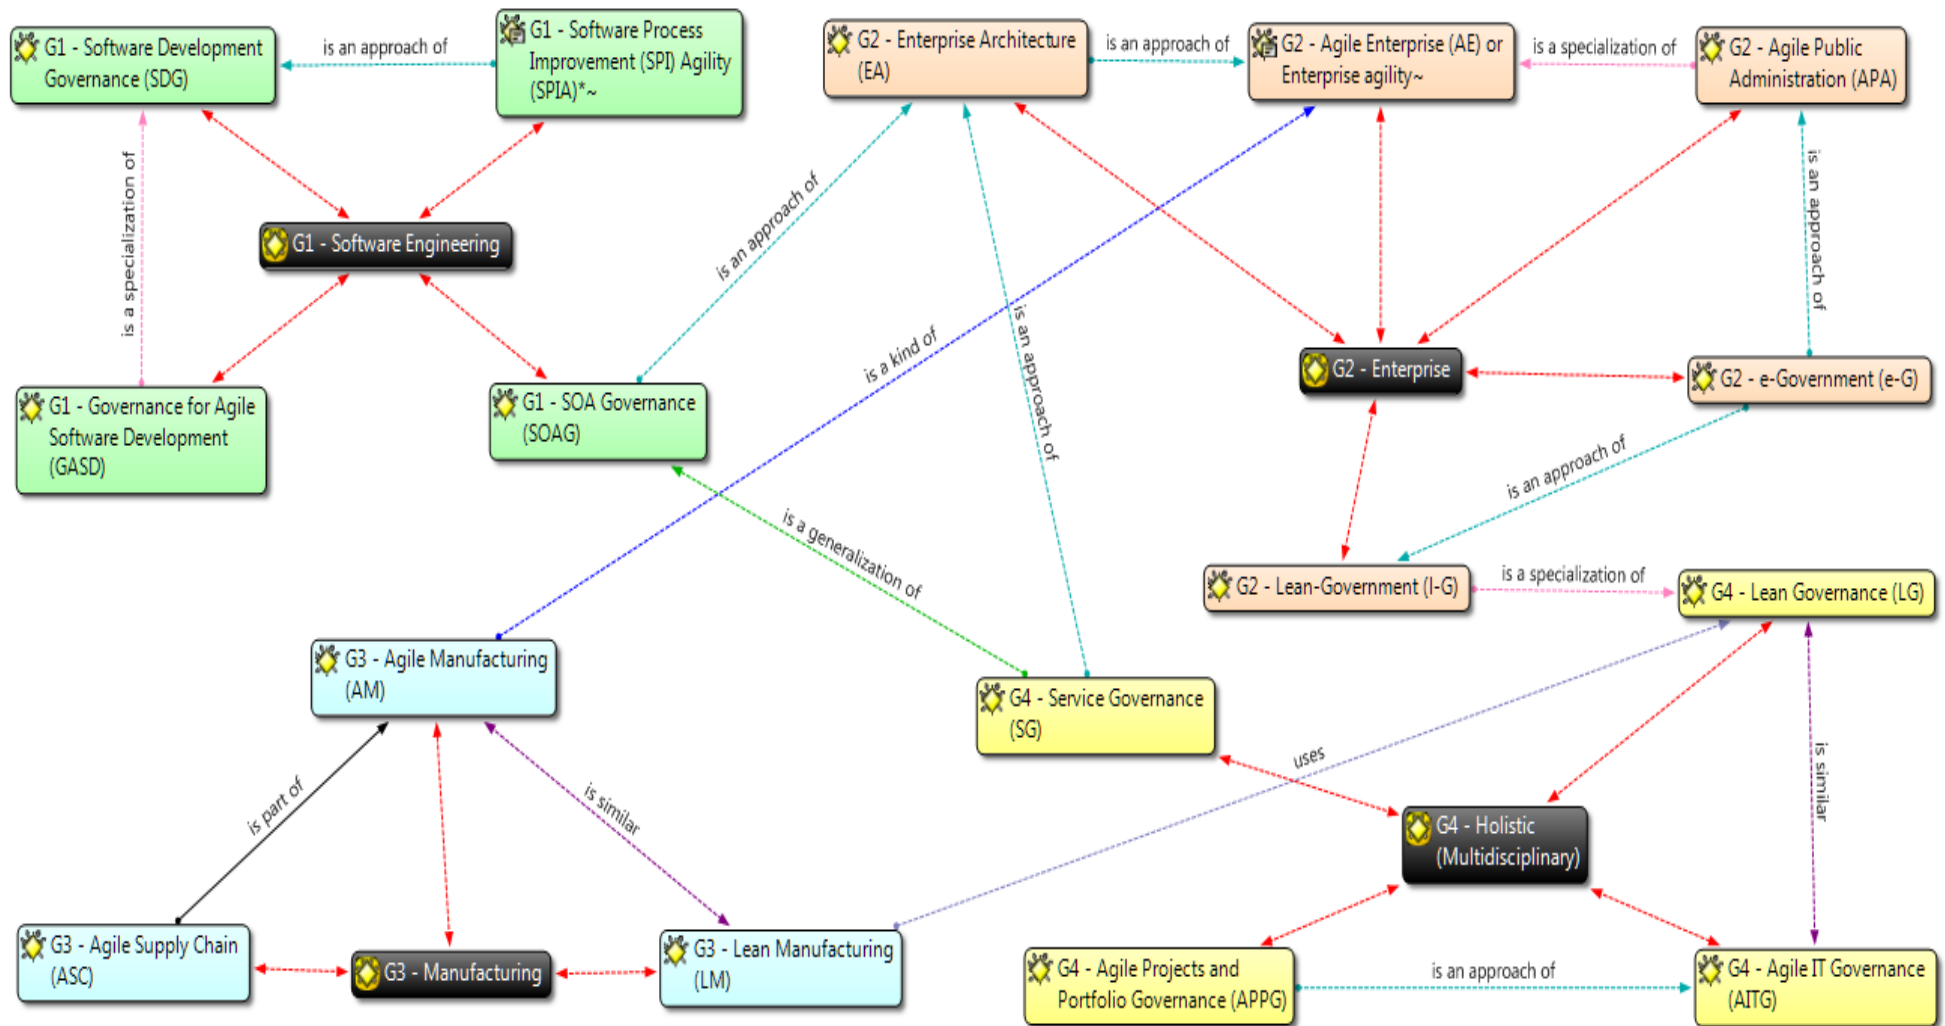 G1 - Software Development
Governance (SDG)
is an approach of
G1 - Software Process
Improvement (SPI) Agility
(SPIA)*~
G2 - Enterprise Architecture
(EA)
is an approach of
G2 - Agile Enterprise (AE) or
Enterprise agility~
is a specialization of
G2 - Agile Public
Administration (APA)
is a specialization of
G1 - Software Engineering
is an approach of
is an approach of
is a kind of
is an approach of
G2 - Enterprise
G2 - e-Government (e-G)
G1 - Governance for Agile
Software Development
(GASD)
G1 - SOA Governance
(SOAG)
is an approach of
is a generalization of
G2 - Lean-Government (l-G)
is a specialization of
G4 - Lean Governance (LG)
G3 - Agile Manufacturing
(AM)
G4 - Service Governance
(SG)
is part of
is similar
uses
is similar
G4 - Holistic
(Multidisciplinary)
G3 - Agile Supply Chain
(ASC)
G3 - Manufacturing
G3 - Lean Manufacturing
(LM)
G4 - Agile Projects and
Portfolio Governance (APPG)
is an approach of
G4 - Agile IT Governance
(AITG)